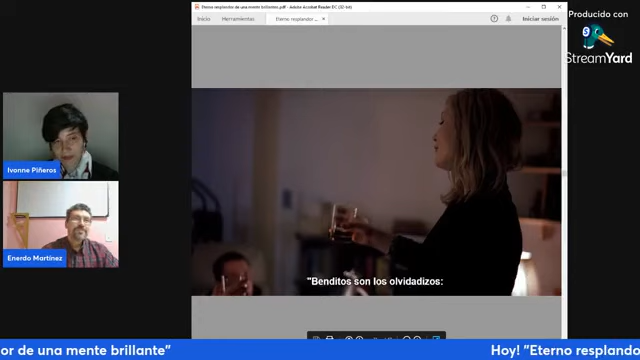 Eterno resplandor de una mente brillantes.pdf - Adobe Acrobat Reader DC (32-bit)
Inicio Herramientas Eterno resplandor ... × Iniciar sesión
Producido con
StreamYard
Ivonne Piñeros
Enerdo Martínez
"Benditos son los olvidadizos:
or de una mente brillante" Hoy! "Eterno resplando